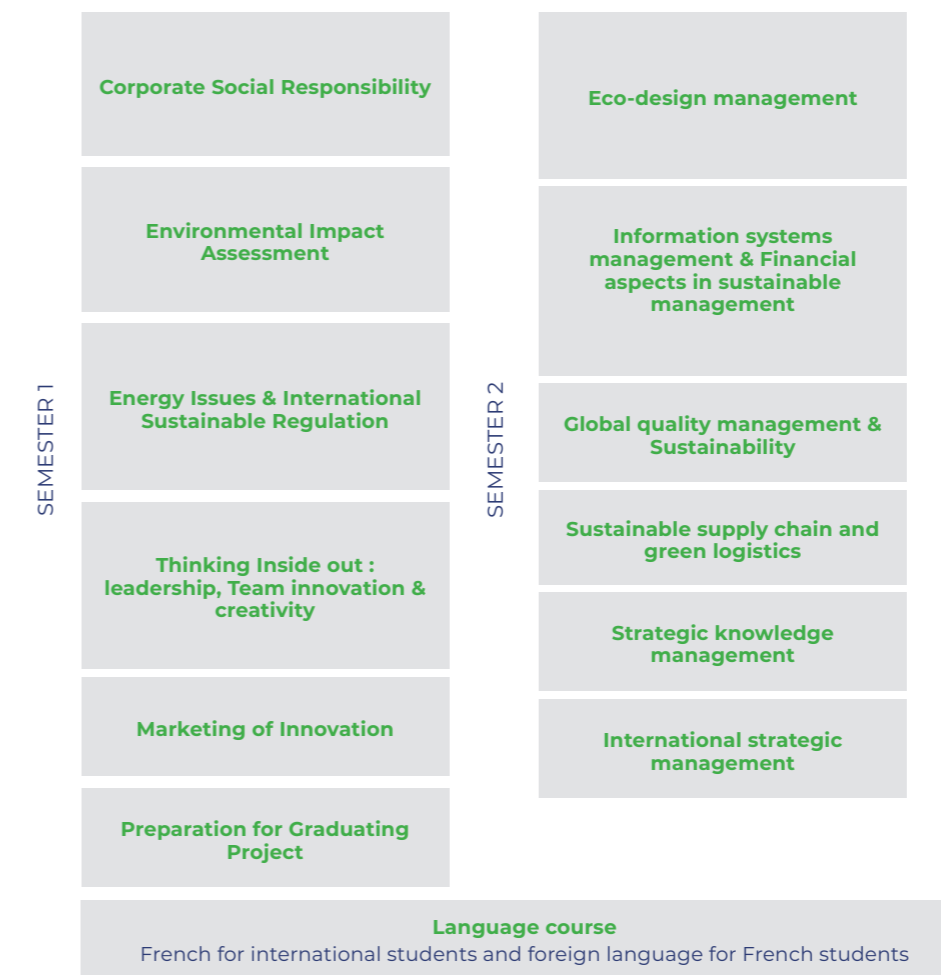 SEMESTER 1
Corporate Social Responsibility
Environmental Impact
Assessment
Energy Issues & International
Sustainable Regulation
Thinking Inside out :
leadership, Team innovation &
creativity
Marketing of Innovation
Preparation for Graduating
Project
SEMESTER 2
Eco-design management
Information systems
management & Financial
aspects in sustainable
management
Global quality management &
Sustainability
Sustainable supply chain and
green logistics
Strategic knowledge
management
International strategic
management
Language course
French for international students and foreign language for French students